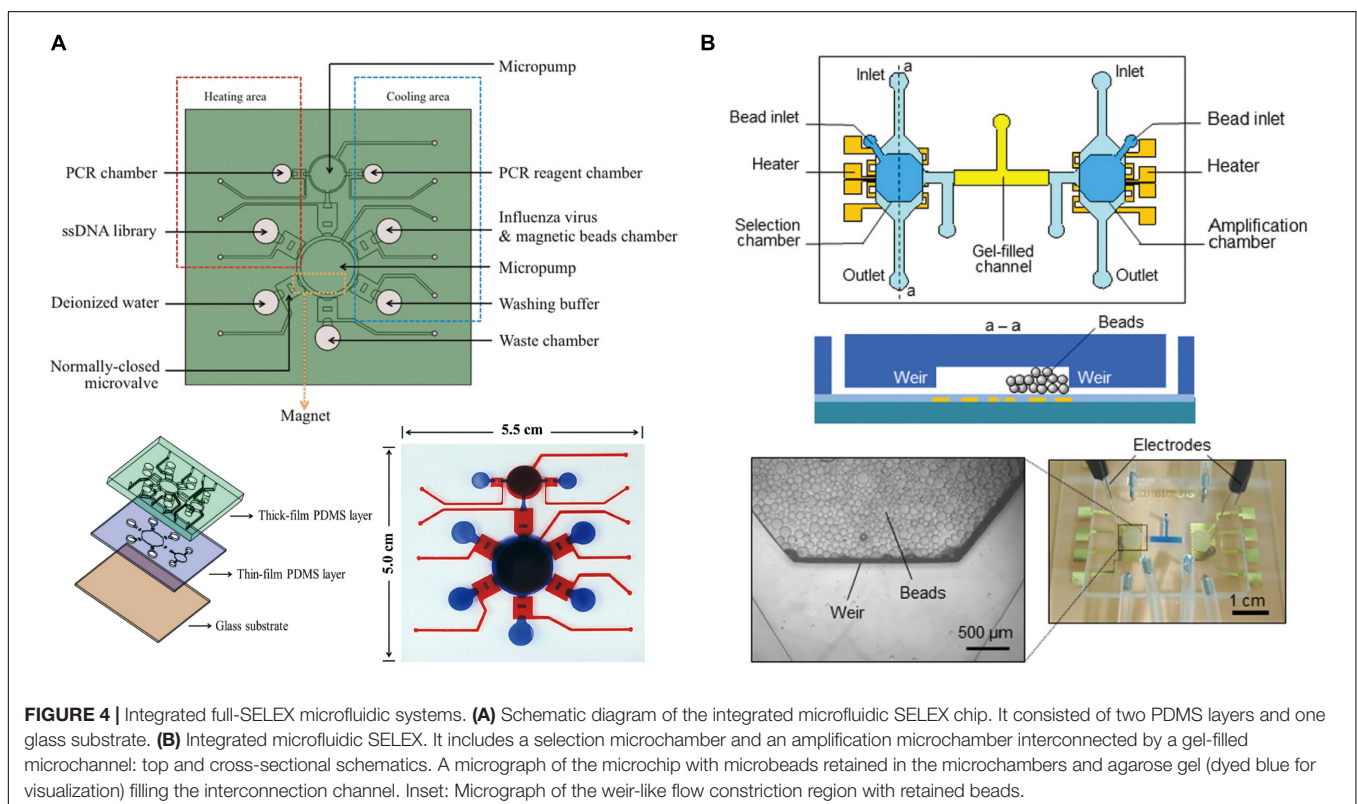 A
Micropump
Heating area
Cooling area
PCR chamber
PCR reagent chamber
ssDNA library
Influenza virus
& magnetic beads chamber
Micropump
Deionized water
Washing buffer
Waste chamber
Normally-closed
microvalve
Magnet
Thick-film PDMS layer
Thin-film PDMS layer
Glass substrate
5.5 cm
5.0 cm
B
Inlet
a
Inlet
Bead inlet
Bead inlet
Heater
Heater
Selection
chamber
Gel-filled
channel
Amplification
chamber
Outlet
a
Outlet
a – a
Beads
Weir
Weir
Electrodes
Beads
Weir
500 µm
1 cm
FIGURE 4 | Integrated full-SELEX microfluidic systems. (A) Schematic diagram of the integrated microfluidic SELEX chip. It consisted of two PDMS layers and one
glass substrate. (B) Integrated microfluidic SELEX. It includes a selection microchamber and an amplification microchamber interconnected by a gel-filled
microchannel: top and cross-sectional schematics. A micrograph of the microchip with microbeads retained in the microchambers and agarose gel (dyed blue for
visualization) filling the interconnection channel. Inset: Micrograph of the weir-like flow constriction region with retained beads.